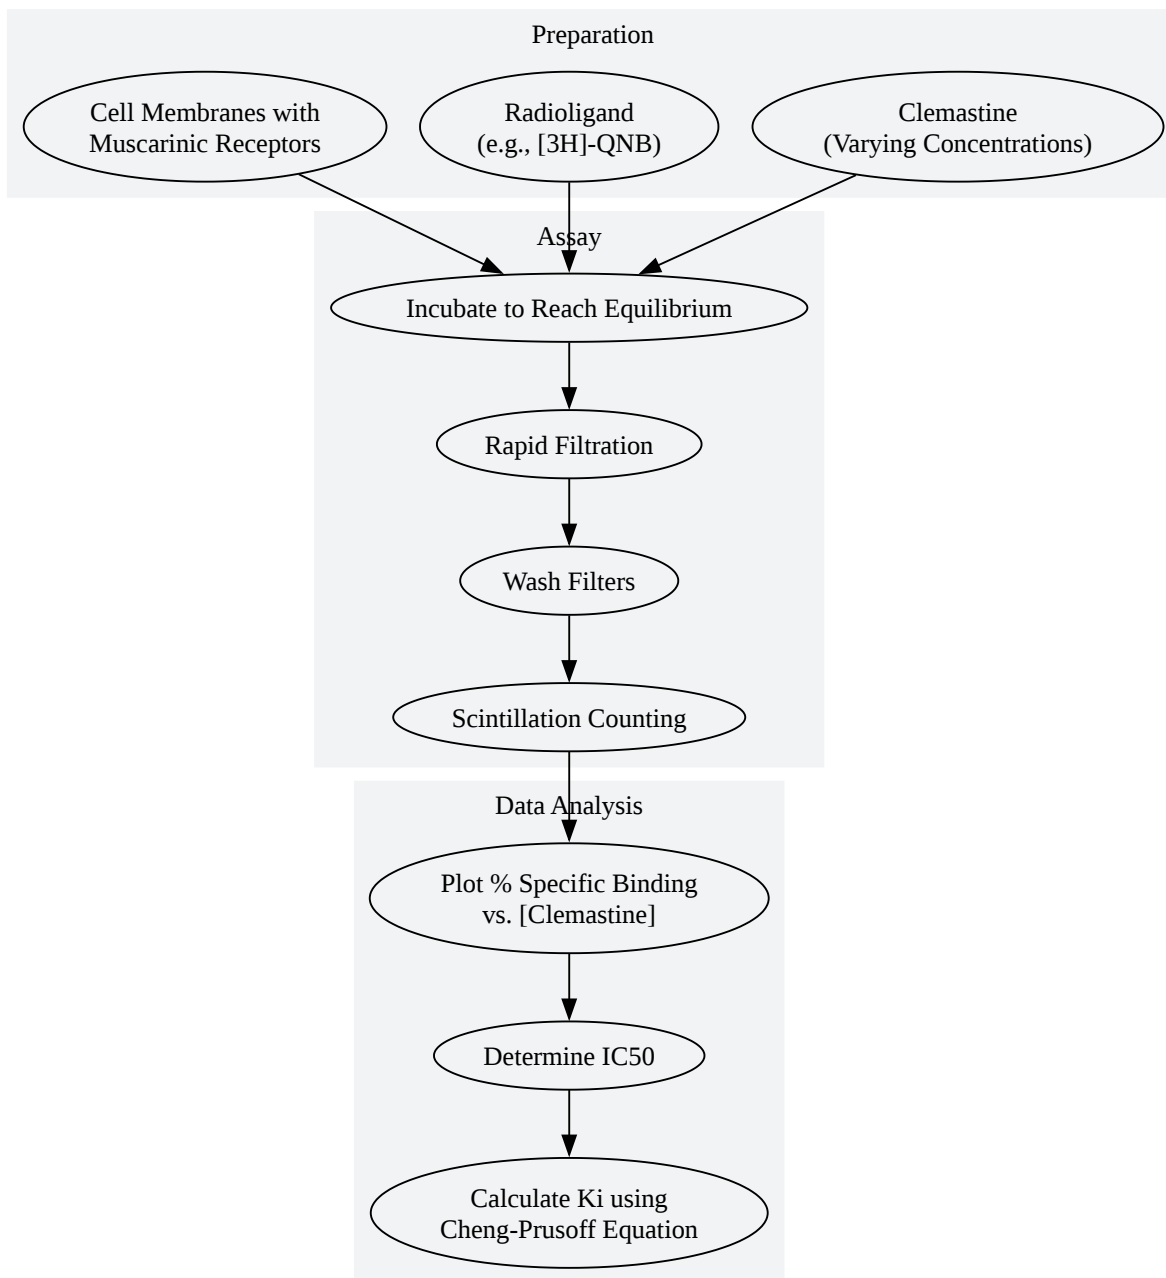 Preparation
Cell Membranes with
Muscarinic Receptors
Radioligand
(e.g., [3H]-QNB)
Clemastine
(Varying Concentrations)
Assay
Incubate to Reach Equilibrium
Rapid Filtration
Wash Filters
Scintillation Counting
Data Analysis
Plot % Specific Binding
vs. [Clemastine]
Determine IC50
Calculate Ki using
Cheng-Prusoff Equation